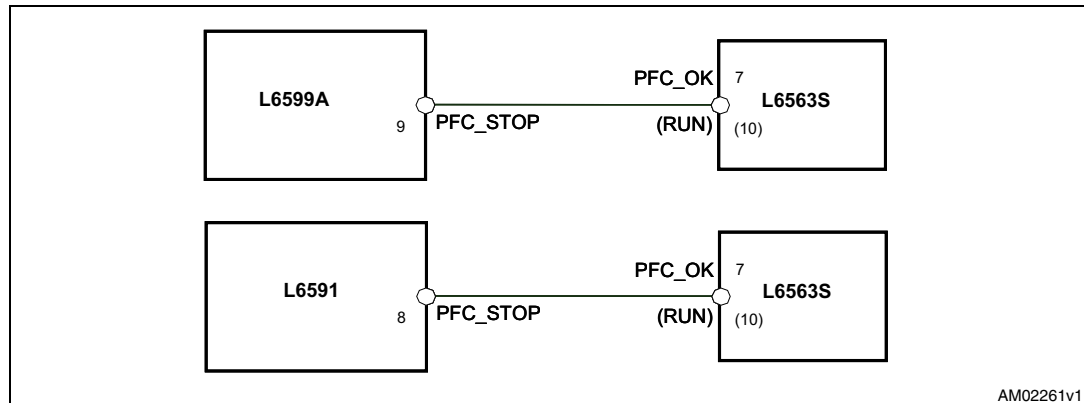 PFC_OK 7
L6599A L6563S
9 PFC_STOP (RUN) (10)
PFC_OK 7
L6591 L6563S
8 PFC_STOP (RUN) (10)
AM02261v1